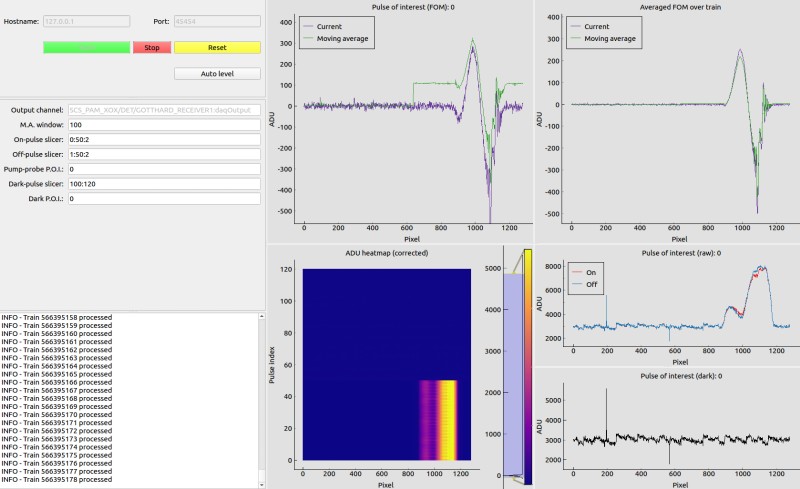 Hostname: 127.0.0.1 Port: 45454
Stop Reset
Auto level
Output channel: SCS_PAM_XOX/DET/GOTTHARD_RECEIVER1:daqOutput
M.A. window: 100
On-pulse slicer: 0:50:2
Off-pulse slicer: 1:50:2
Pump-probe P.O.I.: 0
Dark-pulse slicer: 100:120
Dark P.O.I.: 0
INFO - Train 566395158 processed
INFO - Train 566395159 processed
INFO - Train 566395160 processed
INFO - Train 566395161 processed
INFO - Train 566395162 processed
INFO - Train 566395163 processed
INFO - Train 566395164 processed
INFO - Train 566395165 processed
INFO - Train 566395166 processed
INFO - Train 566395167 processed
INFO - Train 566395168 processed
INFO - Train 566395169 processed
INFO - Train 566395170 processed
INFO - Train 566395171 processed
INFO - Train 566395172 processed
INFO - Train 566395173 processed
INFO - Train 566395174 processed
INFO - Train 566395175 processed
INFO - Train 566395176 processed
INFO - Train 566395177 processed
INFO - Train 566395178 processed
Pulse of interest (FOM): 0
Current
Moving average
300
200
100
0
-100
-200
-300
-400
-500
ADU
0 200 400 600 800 1000 1200
Pixel
Averaged FOM over train
Current
Moving average
400
300
200
100
0
-100
-200
-300
-400
-500
ADU
0 200 400 600 800 1000 1200
Pixel
ADU heatmap (corrected)
120
100
80
60
40
20
0
Pulse index
0 200 400 600 800 1000 1200
Pixel
5000
4000
3000
2000
1000
0
Pulse of interest (raw): 0
On
Off
8000
6000
4000
2000
ADU
0 200 400 600 800 1000 1200
Pixel
Pulse of interest (dark): 0
5000
4000
3000
2000
ADU
0 200 400 600 800 1000 1200
Pixel